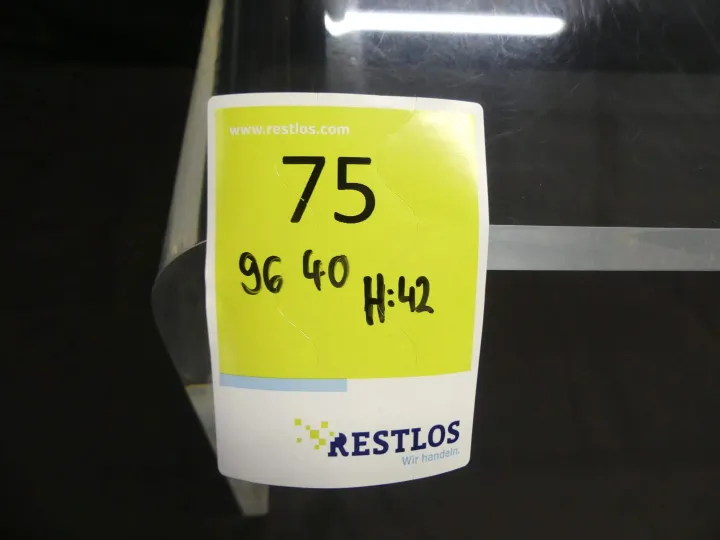 www.restlos.com
75
96 40 H:42
RESTLOS
Wir handeln.